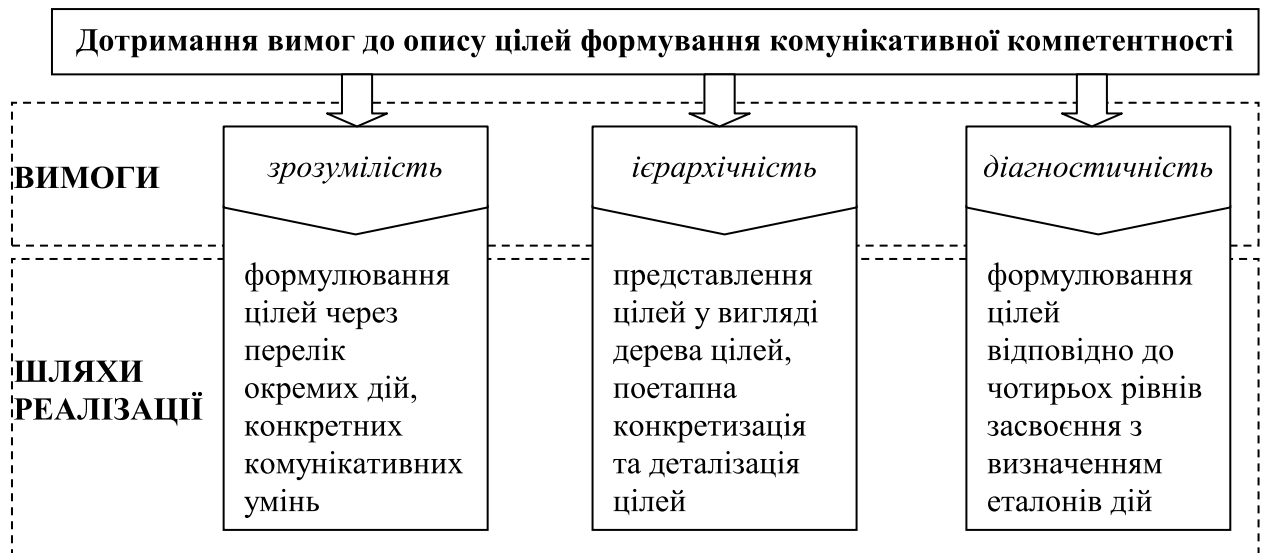 Дотримання вимог до опису цілей формування комунікативної компетентності
ВИМОГИ
зрозумілість
ієрархічність
діагностичність
ШЛЯХИ
РЕАЛІЗАЦІЇ
формулювання
цілей через
перелік
окремих дій,
конкретних
комунікативних
умінь
представлення
цілей у вигляді
дерева цілей,
поетапна
конкретизація
та деталізація
цілей
формулювання
цілей
відповідно до
чотирьох рівнів
засвоєння з
визначенням
еталонів дій